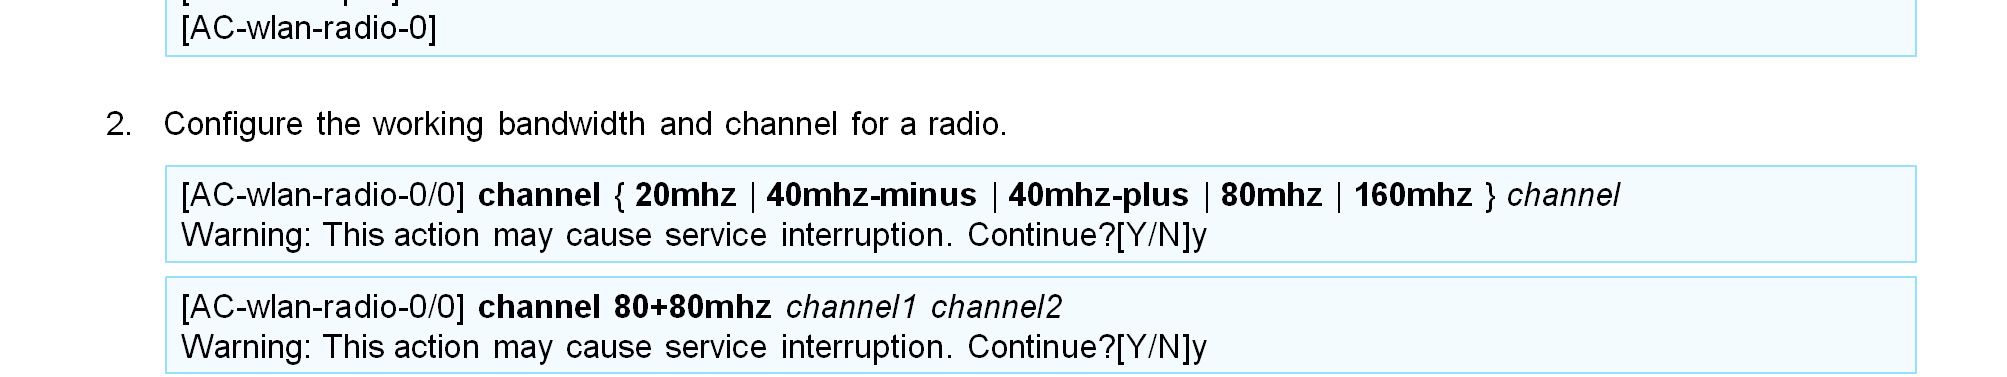 [AC-wlan-radio-0]
2. Configure the working bandwidth and channel for a radio.
[AC-wlan-radio-0/0] channel { 20mhz | 40mhz-minus | 40mhz-plus | 80mhz | 160mhz } channel
Warning: This action may cause service interruption. Continue?[Y/N]y
[AC-wlan-radio-0/0] channel 80+80mhz channel1 channel2
Warning: This action may cause service interruption. Continue?[Y/N]y